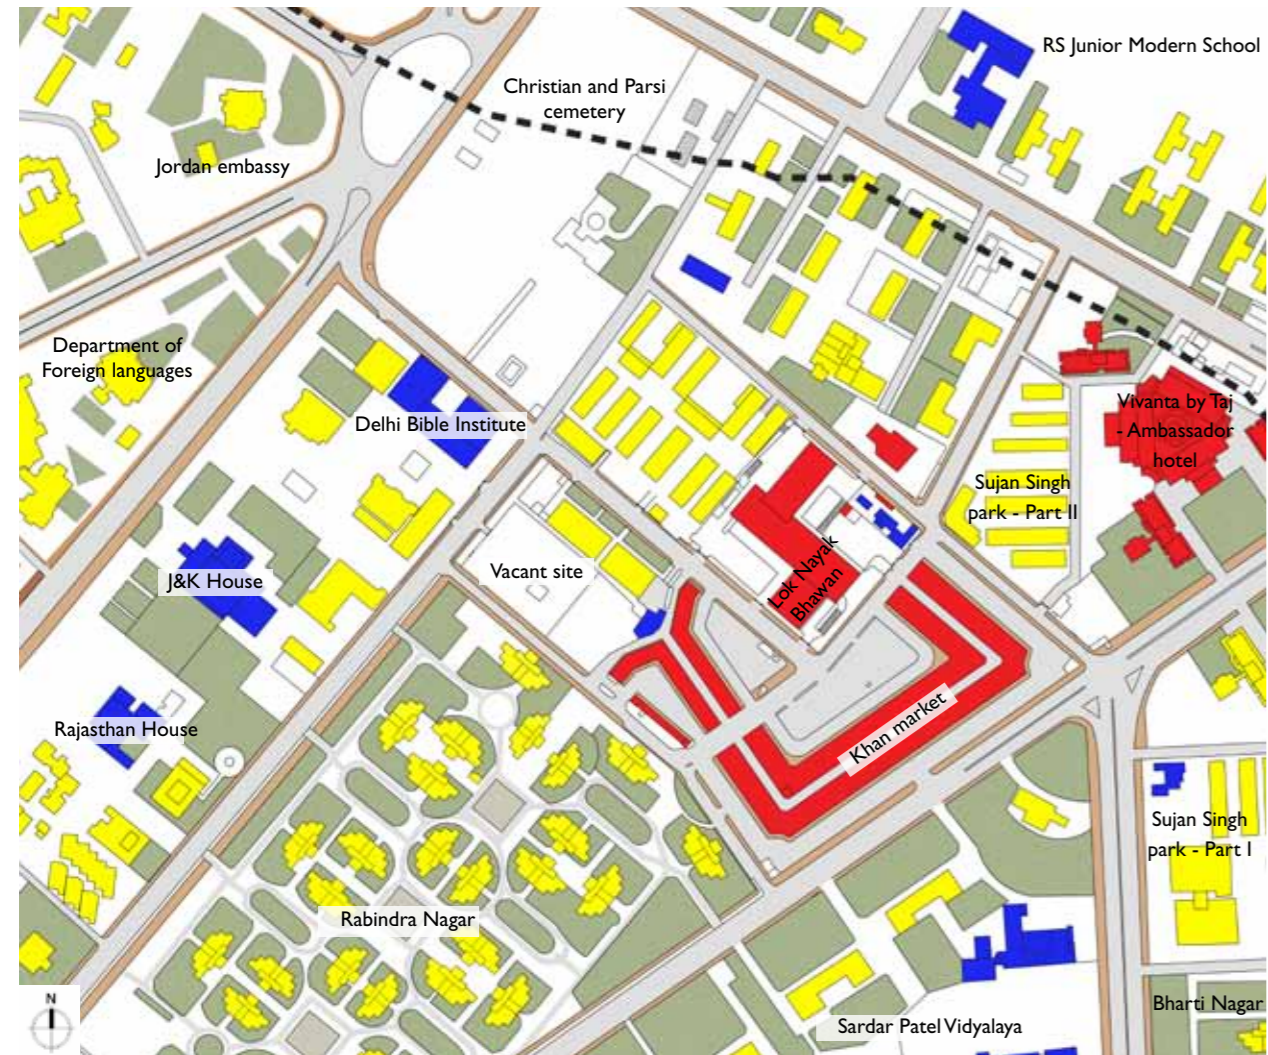 RS Junior Modern School
Christian and Parsi
cemetery
Jordan embassy
Department of
Foreign languages
Delhi Bible Institute
Vivanta by Taj
- Ambassador
hotel
Sujan Singh
park - Part II
Lok Nayak
Bhawan
Vacant site
J&K House
Rajasthan House
Khan market
Sujan Singh
park - Part I
Rabindra Nagar
Bharti Nagar
Sardar Patel Vidyalaya
N